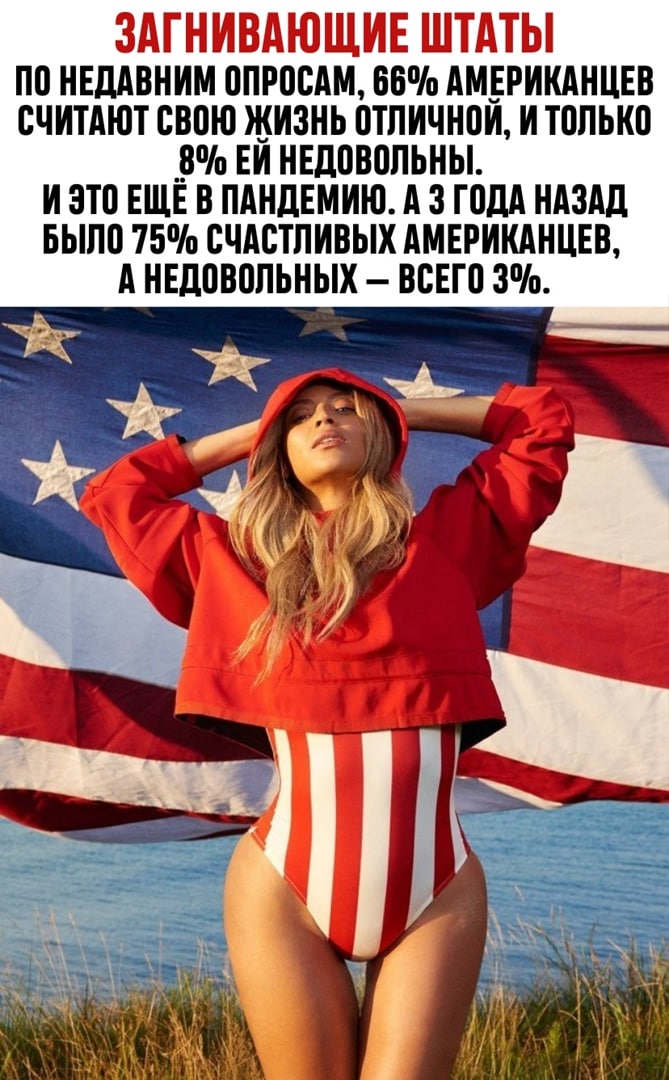 ЗАГНИВАЮЩИЕ ШТАТЫ
ПО НЕДАВНИМ ОПРОСАМ, 66% АМЕРИКАНЦЕВ
СЧИТАЮТ СВОЮ ЖИЗНЬ ОТЛИЧНОЙ, И ТОЛЬКО
8% ЕЙ НЕДОВОЛЬНЫ.
И ЭТО ЕЩЁ В ПАНДЕМИЮ. А 3 ГОДА НАЗАД
БЫЛО 75% СЧАСТЛИВЫХ АМЕРИКАНЦЕВ,
А НЕДОВОЛЬНЫХ – ВСЕГО 3%.